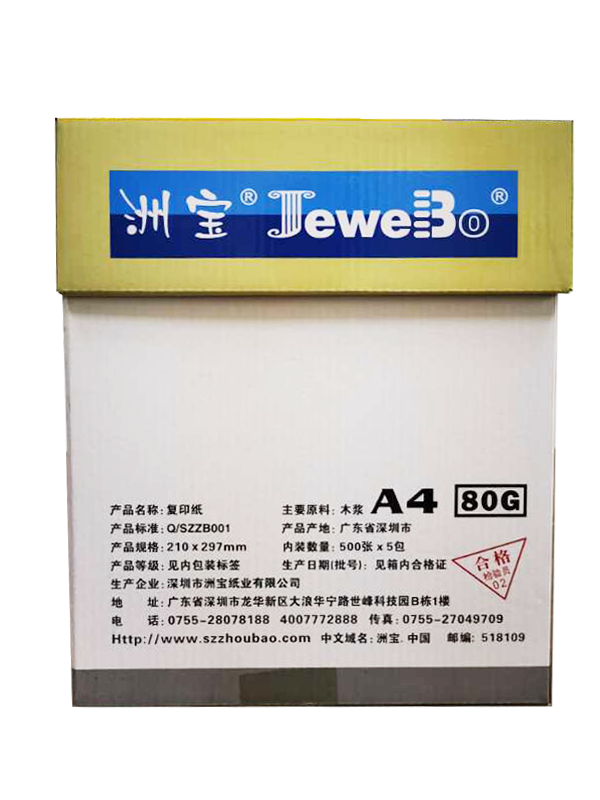 洲宝® JeweBo®
产品名称:复印纸 主要原料:木浆 A4 80G
产品标准:Q/SZZB001 产品产地:广东省深圳市
产品规格:210×297mm 内装数量:500张×5包
产品等级:见内包装标签 生产日期(批号):见箱内合格证
合格
检验员
02
生产企业:深圳市洲宝纸业有限公司
地 址:广东省深圳市龙华新区大浪华宁路世峰科技园B栋1楼
电 话:0755-28078188 4007772888 传真:0755-27049709
Http://www.szzhoubao.com 中文域名:洲宝.中国 邮编:518109